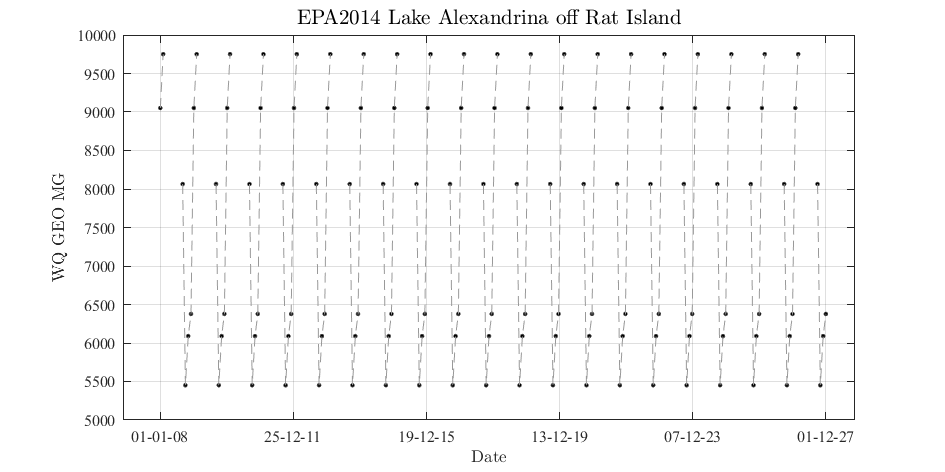 EPA2014 Lake Alexandrina off Rat Island
10000
9500
9000
8500
8000
7500
7000
6500
6000
5500
5000
WQ GEO MG
01-01-08 25-12-11 19-12-15 13-12-19 07-12-23 01-12-27
Date